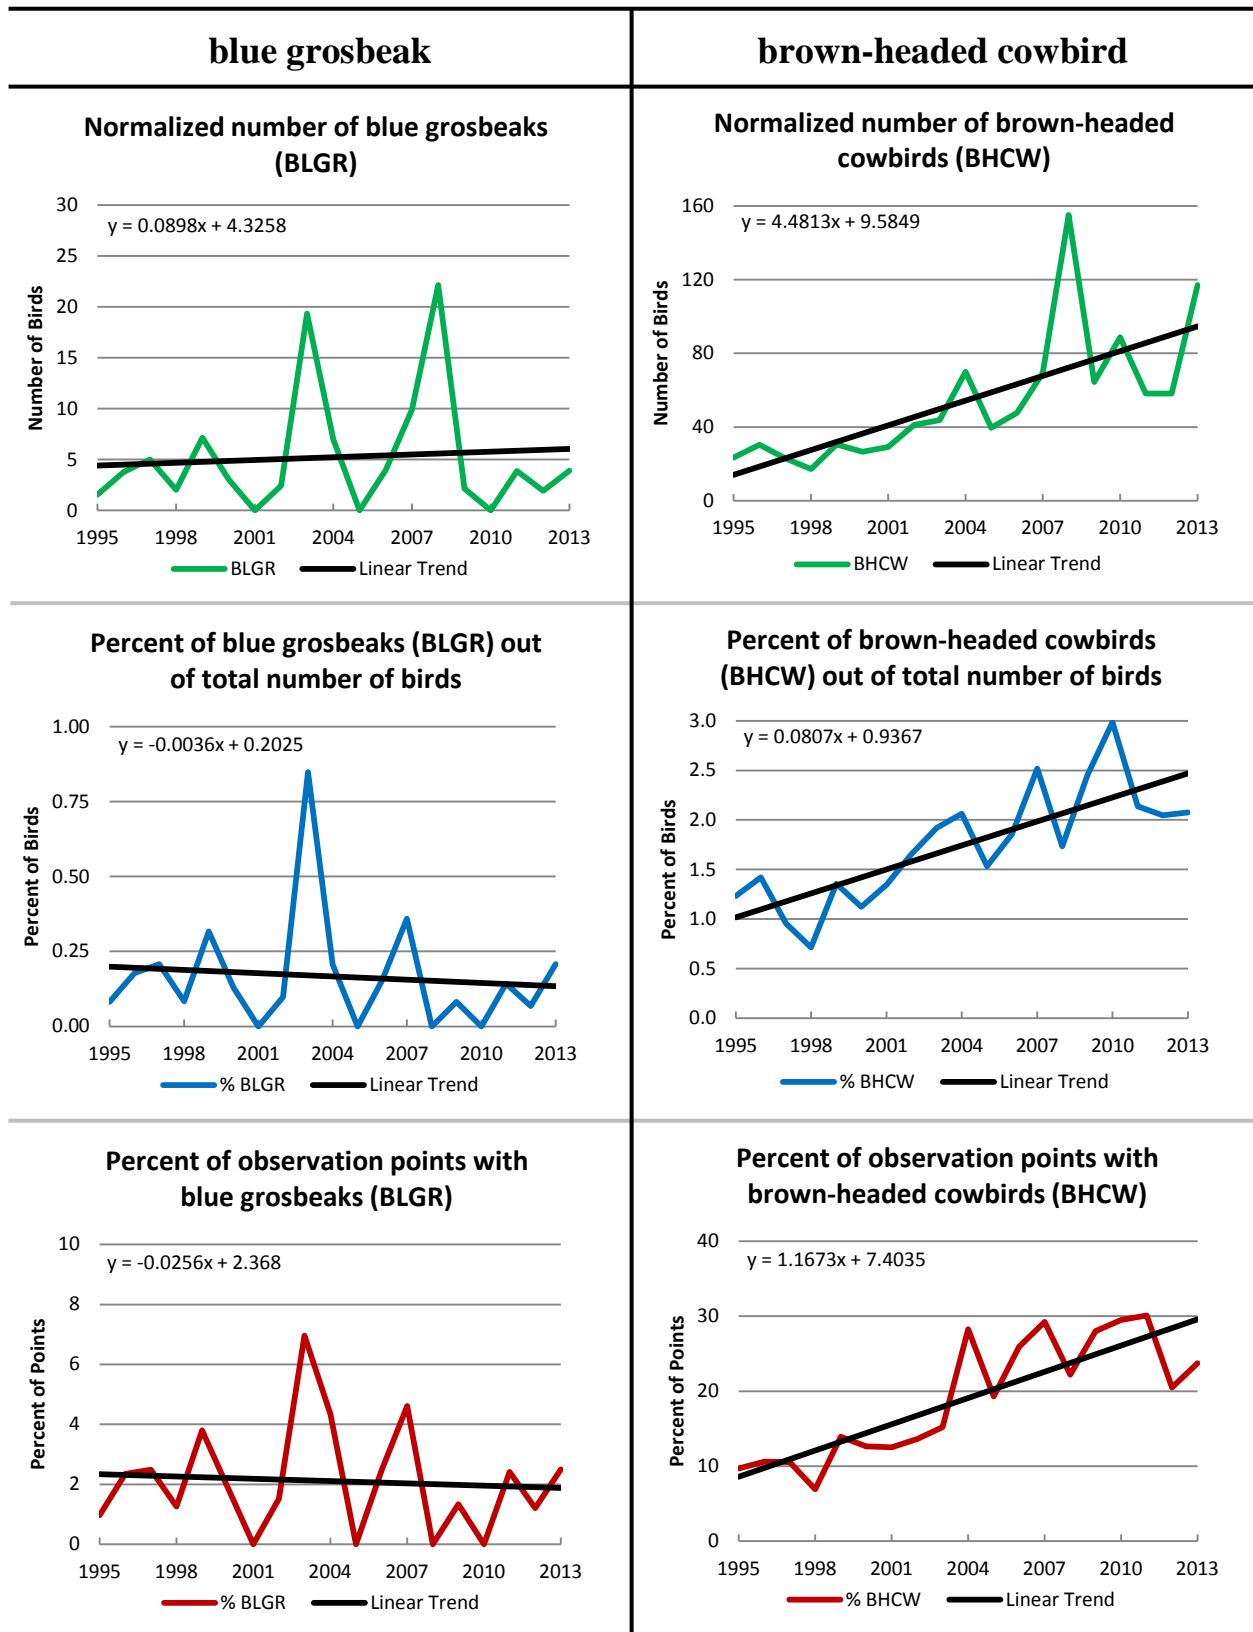 blue grosbeak
brown-headed cowbird
Normalized number of blue grosbeaks
(BLGR)
30
25
20
15
10
5
0
y = 0.0898x + 4.3258
Number of Birds
1995 1998 2001 2004 2007 2010 2013
BLGR Linear Trend
Normalized number of brown-headed
cowbirds (BHCW)
160
120
80
40
0
y = 4.4813x + 9.5849
Number of Birds
1995 1998 2001 2004 2007 2010 2013
BHCW Linear Trend
Percent of blue grosbeaks (BLGR) out
of total number of birds
1.00
0.75
0.50
0.25
0.00
y = -0.0036x + 0.2025
Percent of Birds
1995 1998 2001 2004 2007 2010 2013
% BLGR Linear Trend
Percent of brown-headed cowbirds
(BHCW) out of total number of birds
3.0
2.5
2.0
1.5
1.0
0.5
0.0
y = 0.0807x + 0.9367
Percent of Birds
1995 1998 2001 2004 2007 2010 2013
% BHCW Linear Trend
Percent of observation points with
blue grosbeaks (BLGR)
10
8
6
4
2
0
y = -0.0256x + 2.368
Percent of Points
1995 1998 2001 2004 2007 2010 2013
% BLGR Linear Trend
Percent of observation points with
brown-headed cowbirds (BHCW)
40
30
20
10
0
y = 1.1673x + 7.4035
Percent of Points
1995 1998 2001 2004 2007 2010 2013
% BHCW Linear Trend